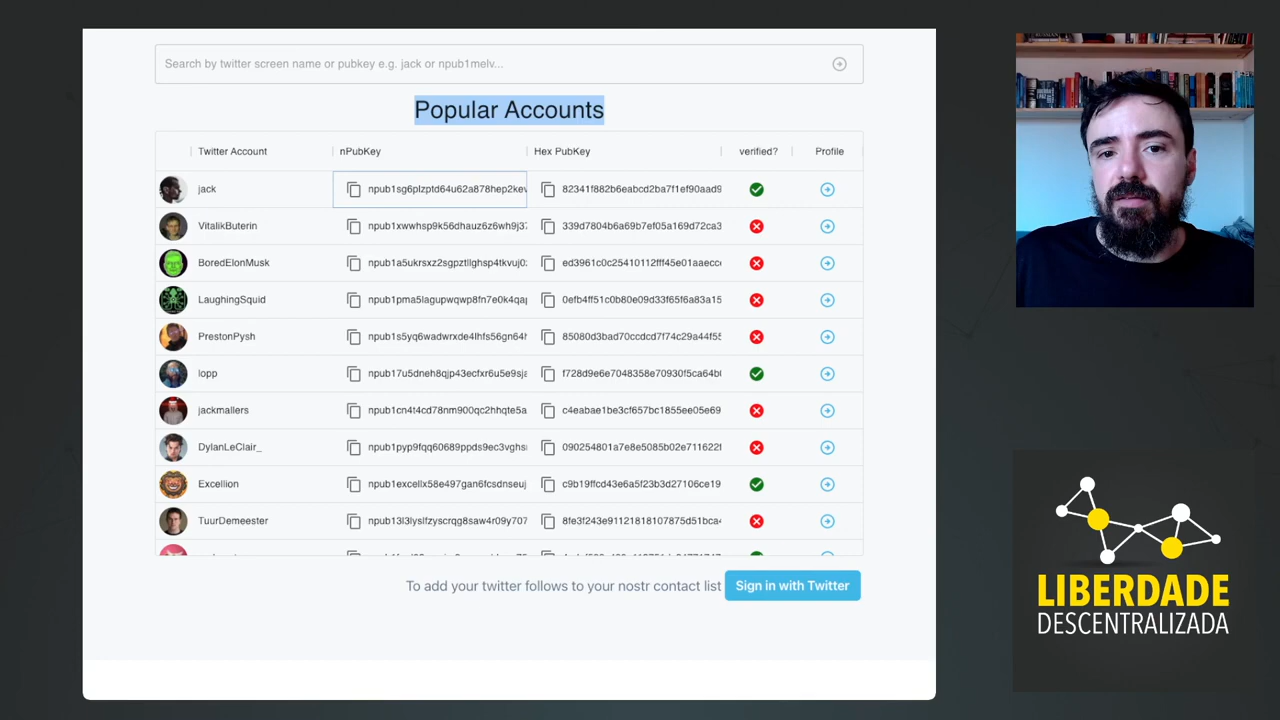 Search by twitter screen name or pubkey e.g. jack or npub1melv...
Popular Accounts
Twitter Account nPubKey Hex PubKey verified? Profile
jack npub1sg6plzptd64u62a878hep2kev 82341f882b6eabcd2ba7f1ef90aad9
VitalikButerin npub1xwwhsp9k56dhauz6z6wh9j37 339d7804b6a69b7ef05a169d72ca3
BoredElonMusk npub1a5ukrsxz2sgpztllghsp4tkvuj0 ed3961c0c25410112fff45e01aaecc
LaughingSquid npub1pma5lagupwqwp8fn7e0k4qa 0efb4ff51c0b80e09d33f65f6a83a15
PrestonPysh npub1s5yq6wadwrxde4lhfs56gn64h 85080d3bad70ccdcd7f74c29a44f55
lopp npub17u5dneh8qjp43ecfxr6u5e9sj f728d9e6e7048358e70930f5ca64b
jackmallers npub1cn4t4cd78nm900qc2hhqte5a c4eabae1be3cf657bc1855ee05e69
DylanLeClair_ npub1pyp9fqq60689ppds9ec3vghs 090254801a7e8e5085b02e711622
Excellion npub1excellx58e497gan6fcsdnseuj c9b19ffcd43e6a5f23b3d27106ce19
TuurDemeester npub13l3lyslfzyscrqg8saw4r09y707 8fe3f243e91121818107875d51bca
To add your twitter follows to your nostr contact list Sign in with Twitter
LIBERDADE
DESCENTRALIZADA